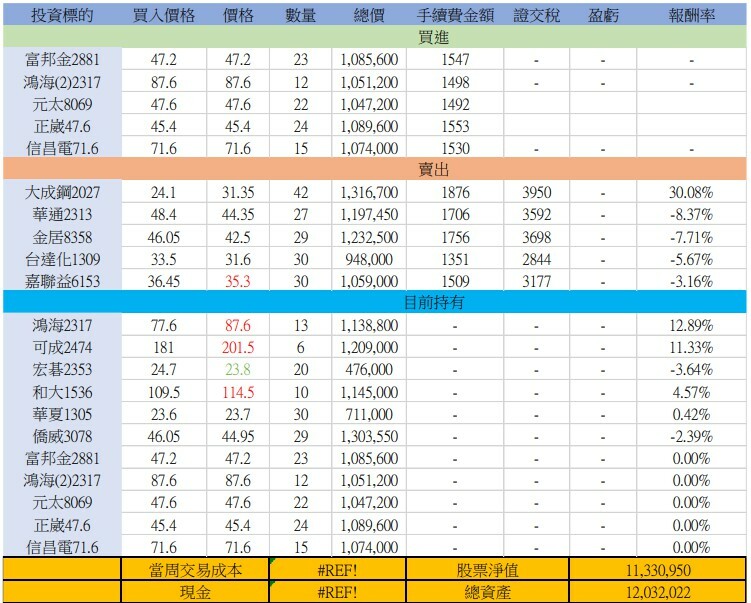 投資標的 買入價格 價格 數量 總價 手續費金額 證交稅 盈虧 報酬率
買進
富邦金2881 47.2 47.2 23 1,085,600 1547 - - -
鴻海(2)2317 87.6 87.6 12 1,051,200 1498 - - -
元太8069 47.6 47.6 22 1,047,200 1492
正崴47.6 45.4 45.4 24 1,089,600 1553
信昌電71.6 71.6 71.6 15 1,074,000 1530 - - -
賣出
大成鋼2027 24.1 31.35 42 1,316,700 1876 3950 - 30.08%
華通2313 48.4 44.35 27 1,197,450 1706 3592 - -8.37%
金居8358 46.05 42.5 29 1,232,500 1756 3698 - -7.71%
台達化1309 33.5 31.6 30 948,000 1351 2844 - -5.67%
嘉聯益6153 36.45 35.3 30 1,059,000 1509 3177 - -3.16%
目前持有
鴻海2317 77.6 87.6 13 1,138,800 - - - 12.89%
可成2474 181 201.5 6 1,209,000 - - - 11.33%
宏碁2353 24.7 23.8 20 476,000 - - - -3.64%
和大1536 109.5 114.5 10 1,145,000 - - - 4.57%
華夏1305 23.6 23.7 30 711,000 - - - 0.42%
僑威3078 46.05 44.95 29 1,303,550 - - - -2.39%
富邦金2881 47.2 47.2 23 1,085,600 - - - 0.00%
鴻海(2)2317 87.6 87.6 12 1,051,200 - - - 0.00%
元太8069 47.6 47.6 22 1,047,200 - - - 0.00%
正崴47.6 45.4 45.4 24 1,089,600 - - - 0.00%
信昌電71.6 71.6 71.6 15 1,074,000 - - - 0.00%
當周交易成本 #REF! 股票淨值 11,330,950
現金 #REF! 總資產 12,032,022